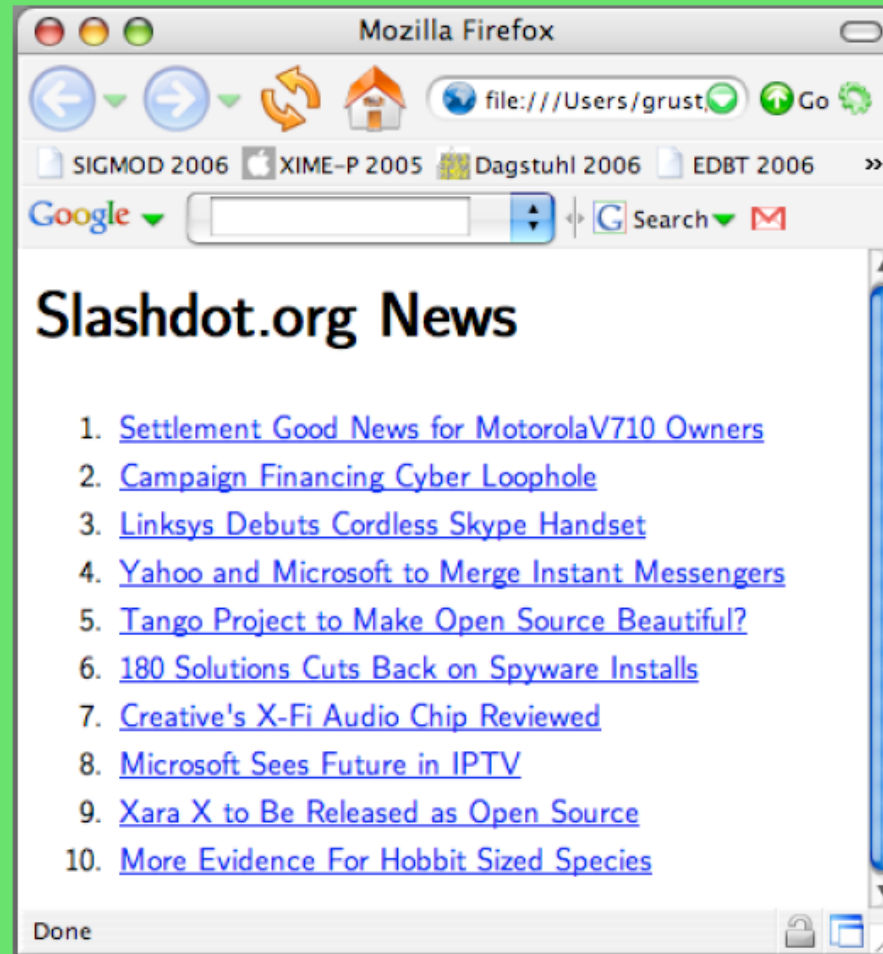 Mozilla Firefox
file:///Users/grust, Go
SIGMOD 2006 XIME-P 2005 Dagstuhl 2006 EDBT 2006 »
Google G Search
Slashdot.org News
1. Settlement Good News for MotorolaV710 Owners
2. Campaign Financing Cyber Loophole
3. Linksys Debuts Cordless Skype Handset
4. Yahoo and Microsoft to Merge Instant Messengers
5. Tango Project to Make Open Source Beautiful?
6. 180 Solutions Cuts Back on Spyware Installs
7. Creative's X-Fi Audio Chip Reviewed
8. Microsoft Sees Future in IPTV
9. Xara X to Be Released as Open Source
10. More Evidence For Hobbit Sized Species
Done